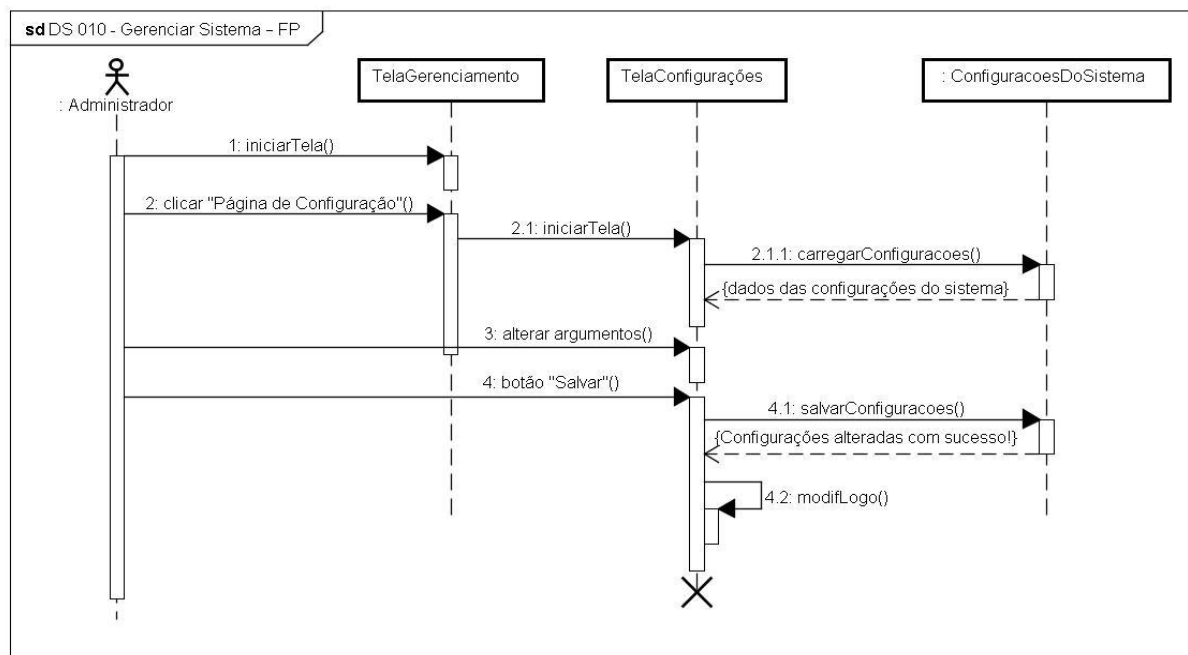 sd DS 010 - Gerenciar Sistema – FP
TelaGerenciamento
TelaConfigurações
: ConfiguracoesDoSistema
: Administrador
1: iniciarTela()
2: clicar "Página de Configuração"()
2.1: iniciarTela()
2.1.1: carregarConfiguracoes()
{dados das configurações do sistema}
3: alterar argumentos()
4: botão "Salvar"()
4.1: salvarConfiguracoes()
{Configurações alteradas com sucesso!}
4.2: modifLogo()